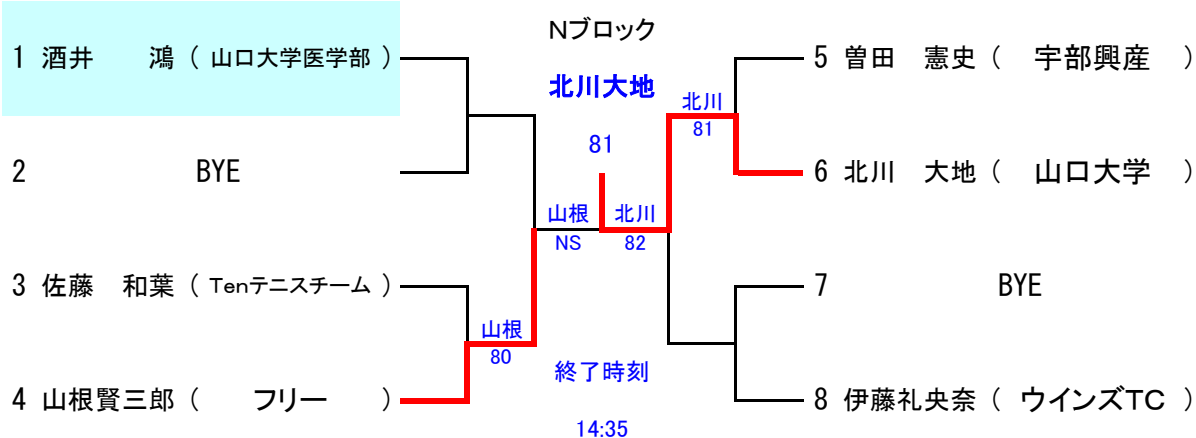 Nブロック
北川大地
81
1 酒井 鴻 ( 山口大学医学部 )
2 BYE
3 佐藤 和葉 ( Tenテニスチーム )
4 山根賢三郎 ( フリー )
山根
80
山根
NS
北川
82
北川
81
5 曽田 憲史 ( 宇部興産 )
6 北川 大地 ( 山口大学 )
7 BYE
8 伊藤礼央奈 ( ウインズTC )
終了時刻
14:35